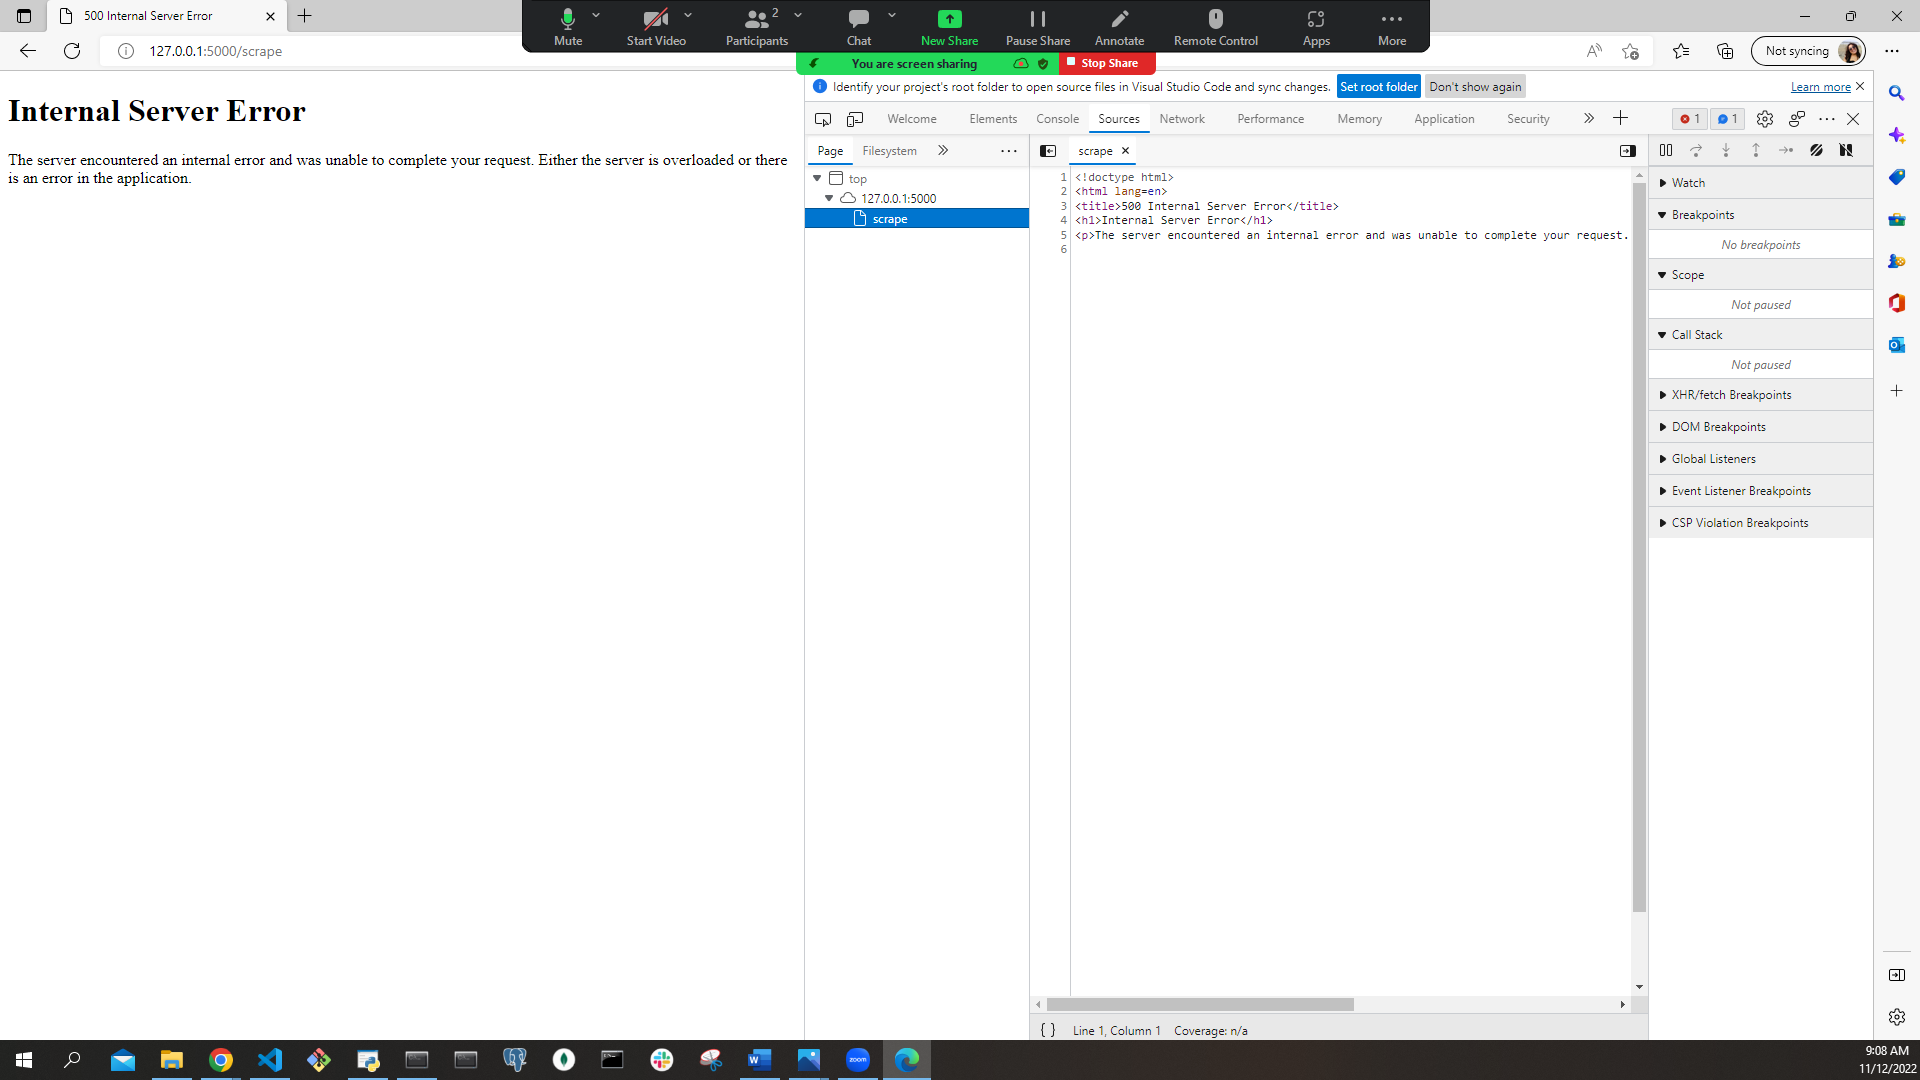 500 Internal Server Error
127.0.0.1:5000/scrape
Mute
Start Video
Participants
2
Chat
New Share
Pause Share
Annotate
Remote Control
Apps
More
You are screen sharing
Stop Share
Not syncing
Internal Server Error
The server encountered an internal error and was unable to complete your request. Either the server is overloaded or there
is an error in the application.
Identify your project's root folder to open source files in Visual Studio Code and sync changes.
Set root folder
Don't show again
Learn more
Welcome
Elements
Console
Sources
Network
Performance
Memory
Application
Security
1
1
Page
Filesystem
top
127.0.0.1:5000
scrape
scrape
1 <!doctype html>
2 <html lang=en>
3 <title>500 Internal Server Error</title>
4 <h1>Internal Server Error</h1>
5 <p>The server encountered an internal error and was unable to complete your request.
6
Watch
Breakpoints
No breakpoints
Scope
Not paused
Call Stack
Not paused
XHR/fetch Breakpoints
DOM Breakpoints
Global Listeners
Event Listener Breakpoints
CSP Violation Breakpoints
{ } Line 1, Column 1 Coverage: n/a
zoom
9:08 AM
11/12/2022